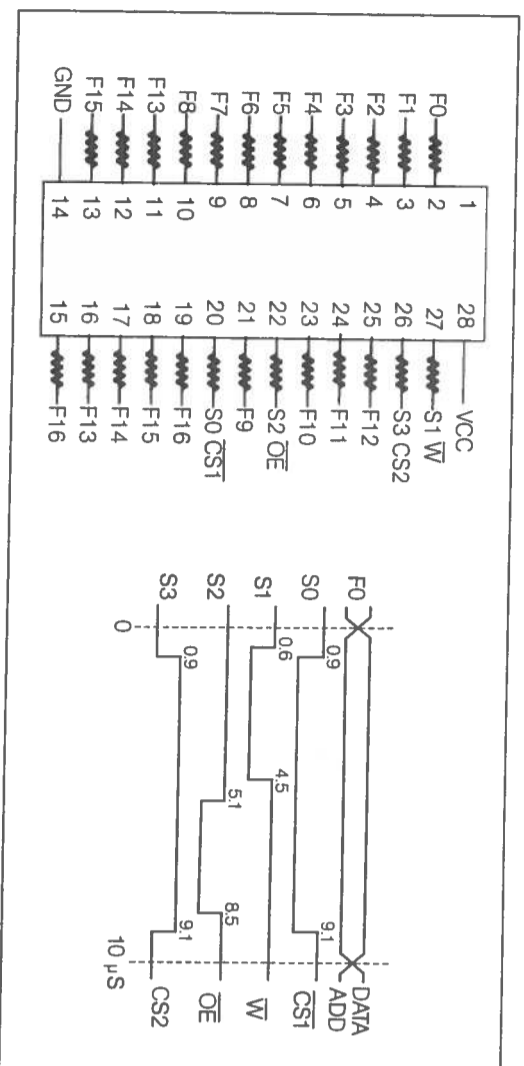 1 28 VCC
F0 2 27 S1 W̅
F1 3 26 S3 CS2
F2 4 25 F12
F3 5 24 F11
F4 6 23 F10
F5 7 22 S2 O̅E̅
F6 8 21 F9
F7 9 20 S0 C̅S̅1̅
F8 10 19 F16
F13 11 18 F15
F14 12 17 F14
F15 13 16 F13
GND 14 15 F16
F0 DATA
ADD
S0 0.9 9.1 C̅S̅1̅
S1 0.6 4.5 W̅
S2 5.1 8.5 O̅E̅
S3 0.9 9.1 CS2
0 10 µS